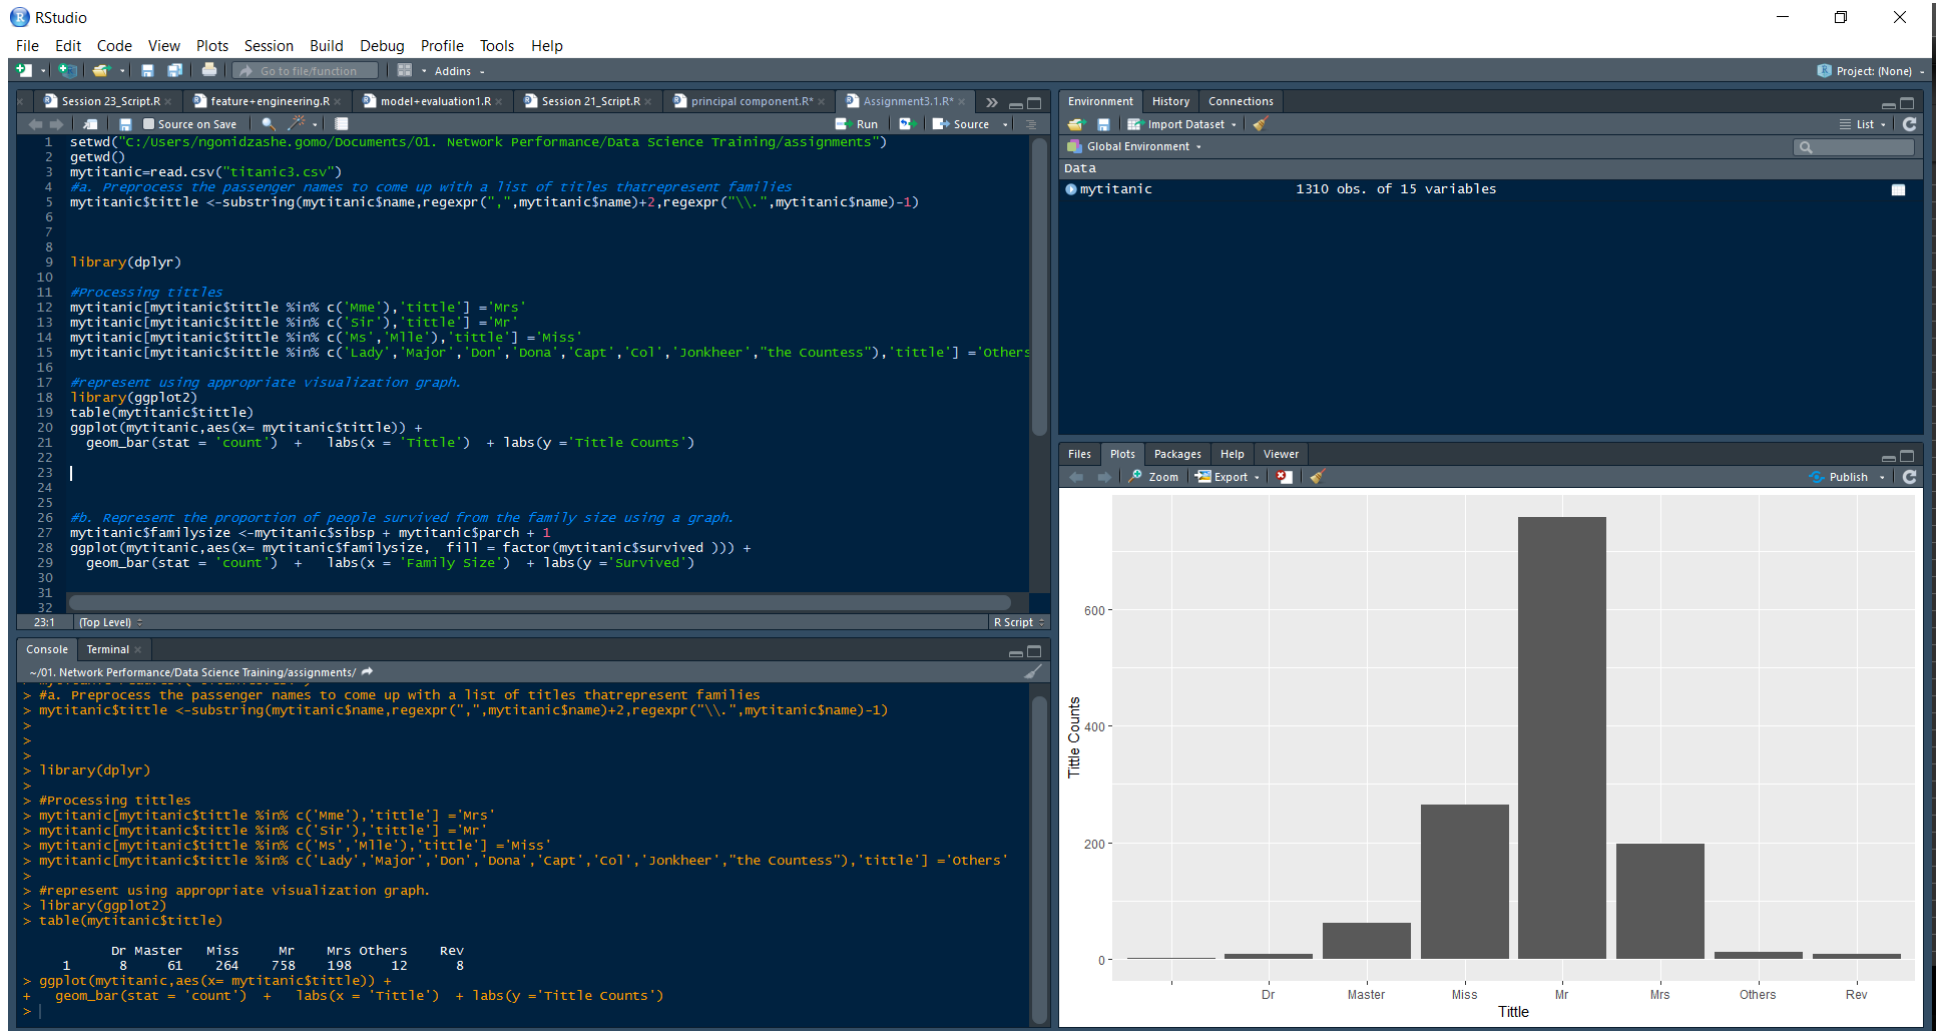 RStudio
File Edit Code View Plots Session Build Debug Profile Tools Help
Go to file/function Addins
Project: (None)
Session 23_Script.R feature+engineering.R model+evaluation1.R Session 21_Script.R principal component.R* Assignment3.1.R*
Source on Save Run Source
1 setwd("C:/Users/ngonidzashe.gomo/Documents/01. Network Performance/Data Science Training/assignments")
2 getwd()
3 mytitanic=read.csv("titanic3.csv")
4 #a. Preprocess the passenger names to come up with a list of titles thatrepresent families
5 mytitanic$tittle <-substring(mytitanic$name,regexpr(",",mytitanic$name)+2,regexpr("\\.",mytitanic$name)-1)
6
7
8
9 library(dplyr)
10
11 #Processing tittles
12 mytitanic[mytitanic$tittle %in% c('Mme'),'tittle'] ='Mrs'
13 mytitanic[mytitanic$tittle %in% c('Sir'),'tittle'] ='Mr'
14 mytitanic[mytitanic$tittle %in% c('Ms','Mlle'),'tittle'] ='Miss'
15 mytitanic[mytitanic$tittle %in% c('Lady','Major','Don','Dona','Capt','Col','Jonkheer',"the Countess"),'tittle'] ='Others
16
17 #represent using appropriate visualization graph.
18 library(ggplot2)
19 table(mytitanic$tittle)
20 ggplot(mytitanic,aes(x= mytitanic$tittle)) +
21 geom_bar(stat = 'count') + labs(x = 'Tittle') + labs(y ='Tittle Counts')
22
23
24
25
26 #b. Represent the proportion of people survived from the family size using a graph.
27 mytitanic$familysize <-mytitanic$sibsp + mytitanic$parch + 1
28 ggplot(mytitanic,aes(x= mytitanic$familysize, fill = factor(mytitanic$survived ))) +
29 geom_bar(stat = 'count') + labs(x = 'Family Size') + labs(y ='Survived')
30
31
32
23:1 (Top Level) R Script
Console Terminal
~/01. Network Performance/Data Science Training/assignments/
> #a. Preprocess the passenger names to come up with a list of titles thatrepresent families
> mytitanic$tittle <-substring(mytitanic$name,regexpr(",",mytitanic$name)+2,regexpr("\\.",mytitanic$name)-1)
>
>
>
> library(dplyr)
>
> #Processing tittles
> mytitanic[mytitanic$tittle %in% c('Mme'),'tittle'] ='Mrs'
> mytitanic[mytitanic$tittle %in% c('Sir'),'tittle'] ='Mr'
> mytitanic[mytitanic$tittle %in% c('Ms','Mlle'),'tittle'] ='Miss'
> mytitanic[mytitanic$tittle %in% c('Lady','Major','Don','Dona','Capt','Col','Jonkheer',"the Countess"),'tittle'] ='Others'
>
> #represent using appropriate visualization graph.
> library(ggplot2)
> table(mytitanic$tittle)
Dr Master Miss Mr Mrs Others Rev
1 8 61 264 758 198 12 8
> ggplot(mytitanic,aes(x= mytitanic$tittle)) +
+ geom_bar(stat = 'count') + labs(x = 'Tittle') + labs(y ='Tittle Counts')
>
Environment History Connections
Import Dataset List
Global Environment
Data
mytitanic 1310 obs. of 15 variables
Files Plots Packages Help Viewer
Zoom Export Publish
Tittle Counts
600
400
200
0
Dr Master Miss Mr Mrs Others Rev
Tittle